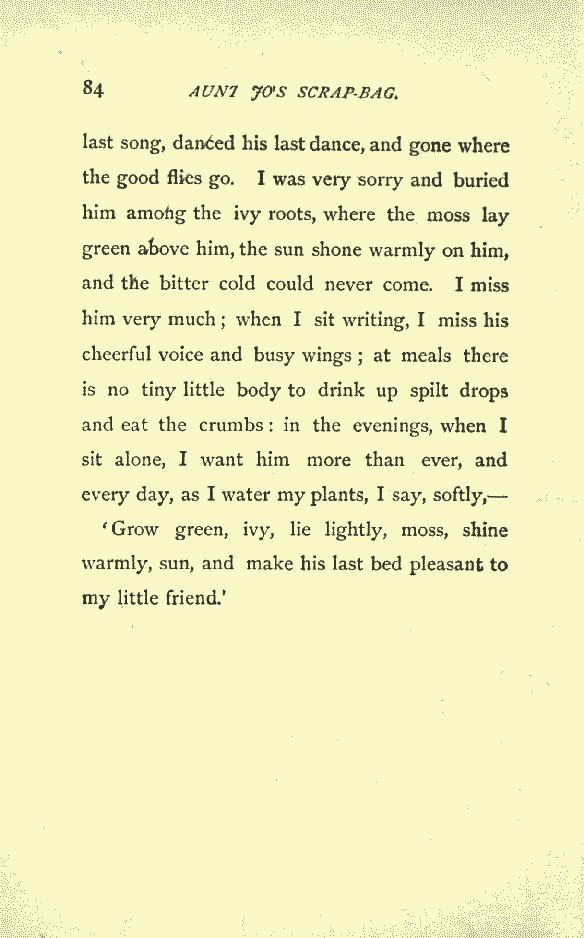 84 AUNT JO'S SCRAP-BAG.
last song, danced his last dance, and gone where
the good flies go. I was very sorry and buried
him among the ivy roots, where the moss lay
green above him, the sun shone warmly on him,
and the bitter cold could never come. I miss
him very much; when I sit writing, I miss his
cheerful voice and busy wings; at meals there
is no tiny little body to drink up spilt drops
and eat the crumbs: in the evenings, when I
sit alone, I want him more than ever, and
every day, as I water my plants, I say, softly,—
'Grow green, ivy, lie lightly, moss, shine
warmly, sun, and make his last bed pleasant to
my little friend.'